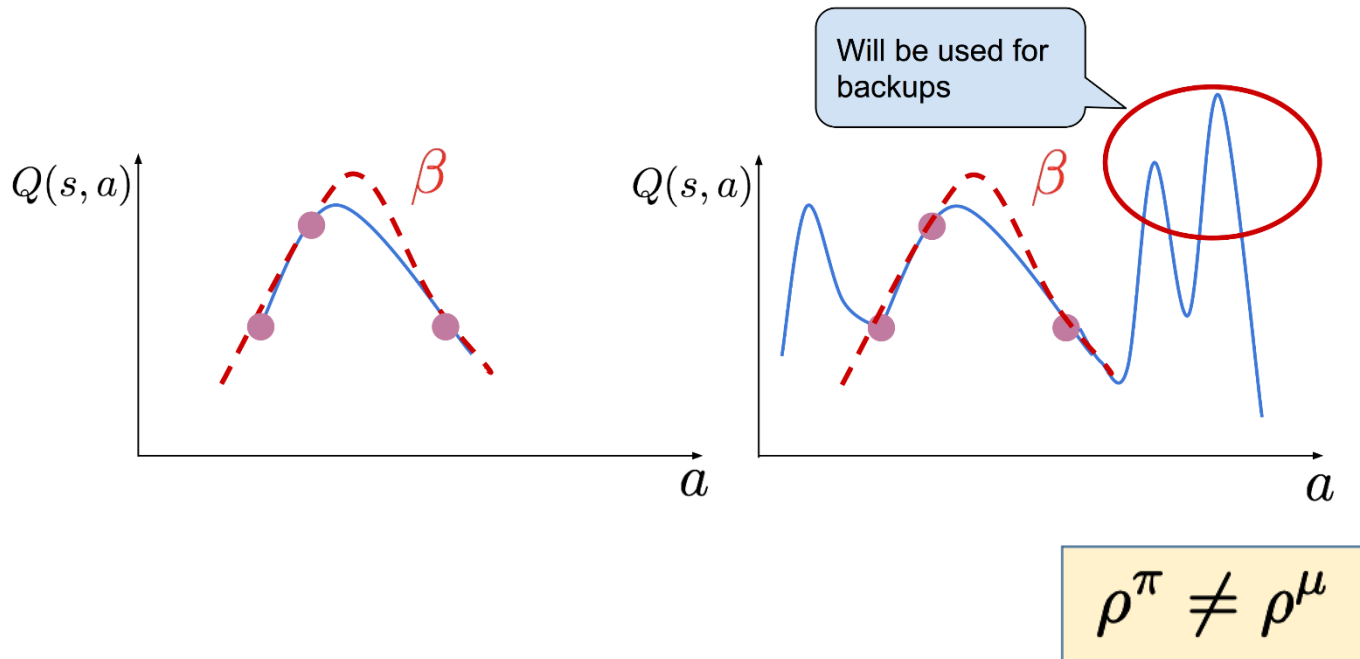 Will be used for
backups
Q(s, a)
β
a
Q(s, a)
β
a
ρ^π ≠ ρ^μ